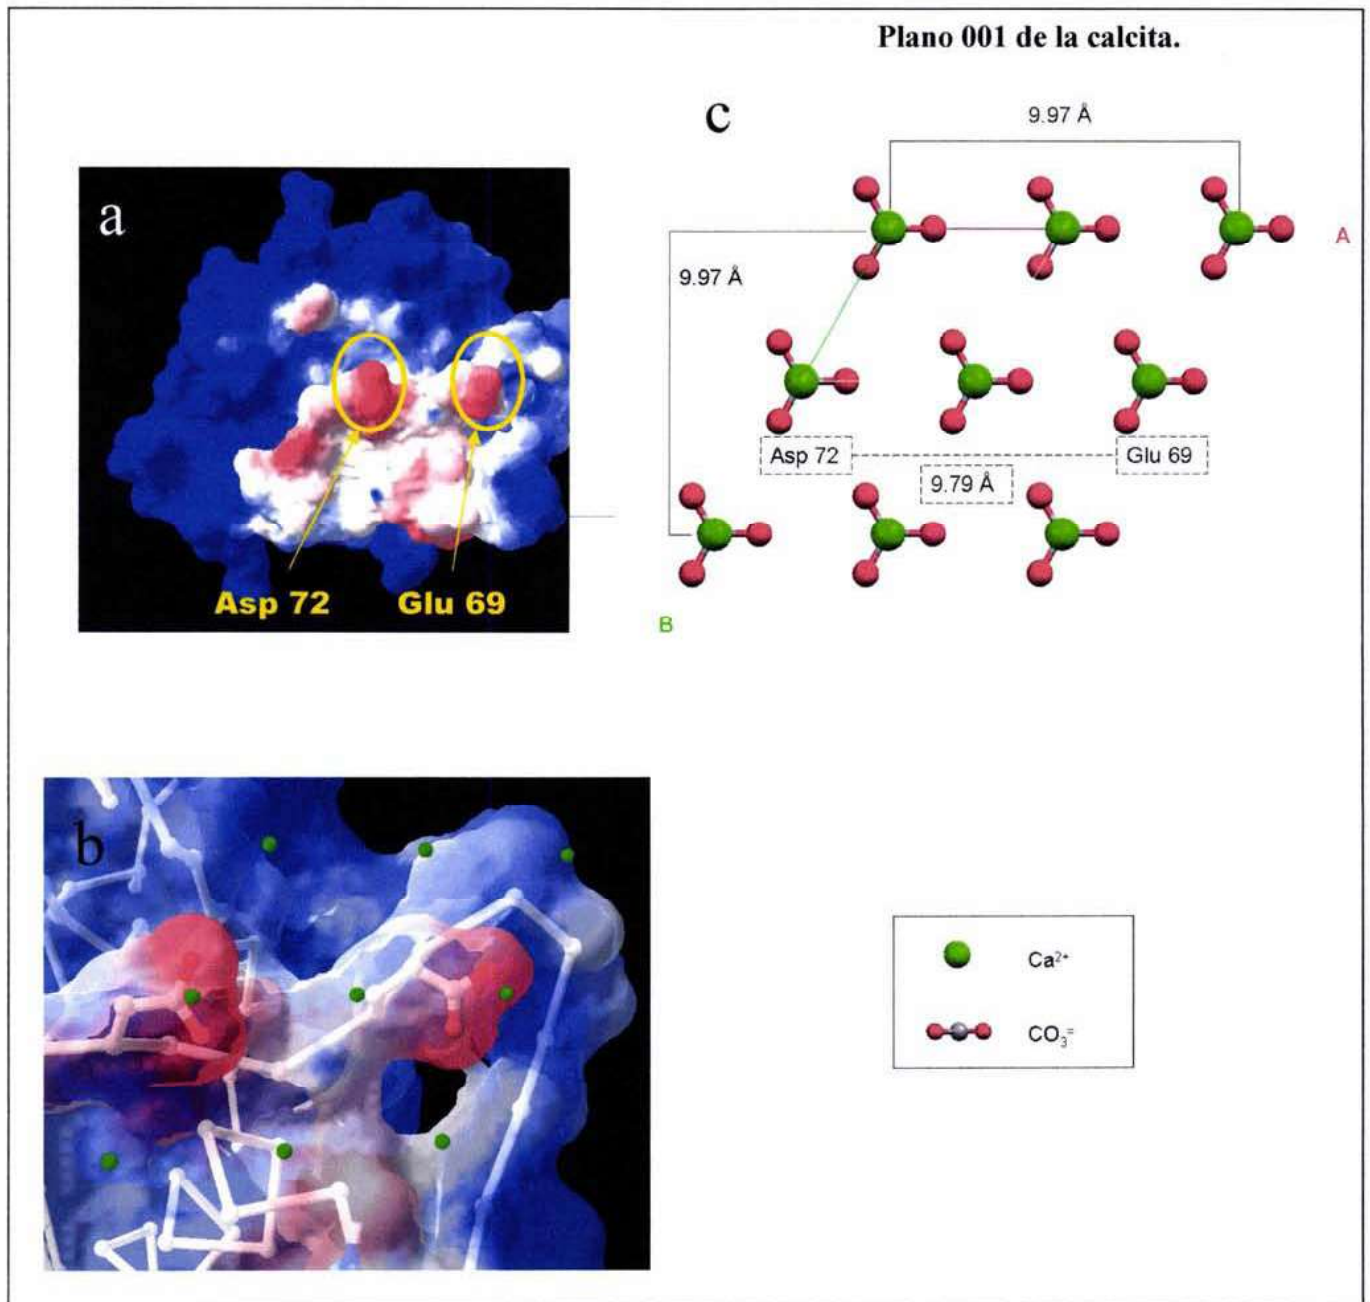 Plano 001 de la calcita.
a
Asp 72
Glu 69
c
9.97 Å
9.97 Å
A
Asp 72
Glu 69
9.79 Å
B
b
Ca²⁺
CO₃⁼